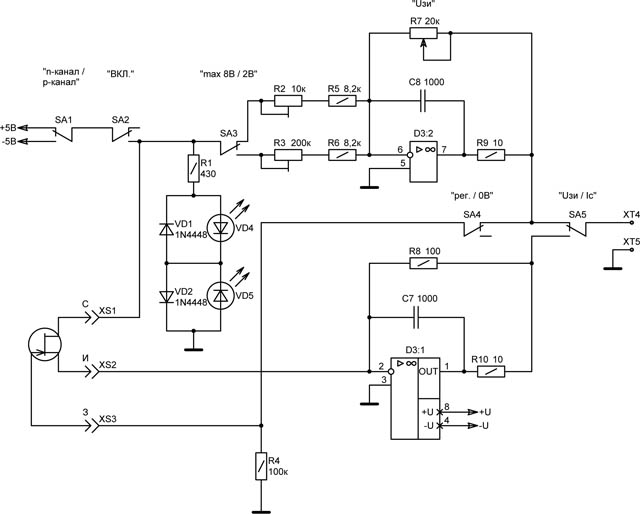 "Uзи"
R7 20к
"n-канал /
р-канал"
"ВКЛ."
"max 8В / 2В"
R2 10к
R5 8,2к
C8 1000
+5В
-5В
SA1
SA2
SA3
D3:2
R3 200к
R6 8,2к
R9 10
6
5
7
R1
430
"рег. / 0В"
"Uзи / Ic"
SA4
SA5
XT4
XT5
VD1
1N4448
VD4
R8 100
VD2
1N4448
VD5
C7 1000
С
XS1
D3:1
И
XS2
2
3
OUT
1
R10 10
З
XS3
+U
8
+U
-U
4
-U
R4
100к